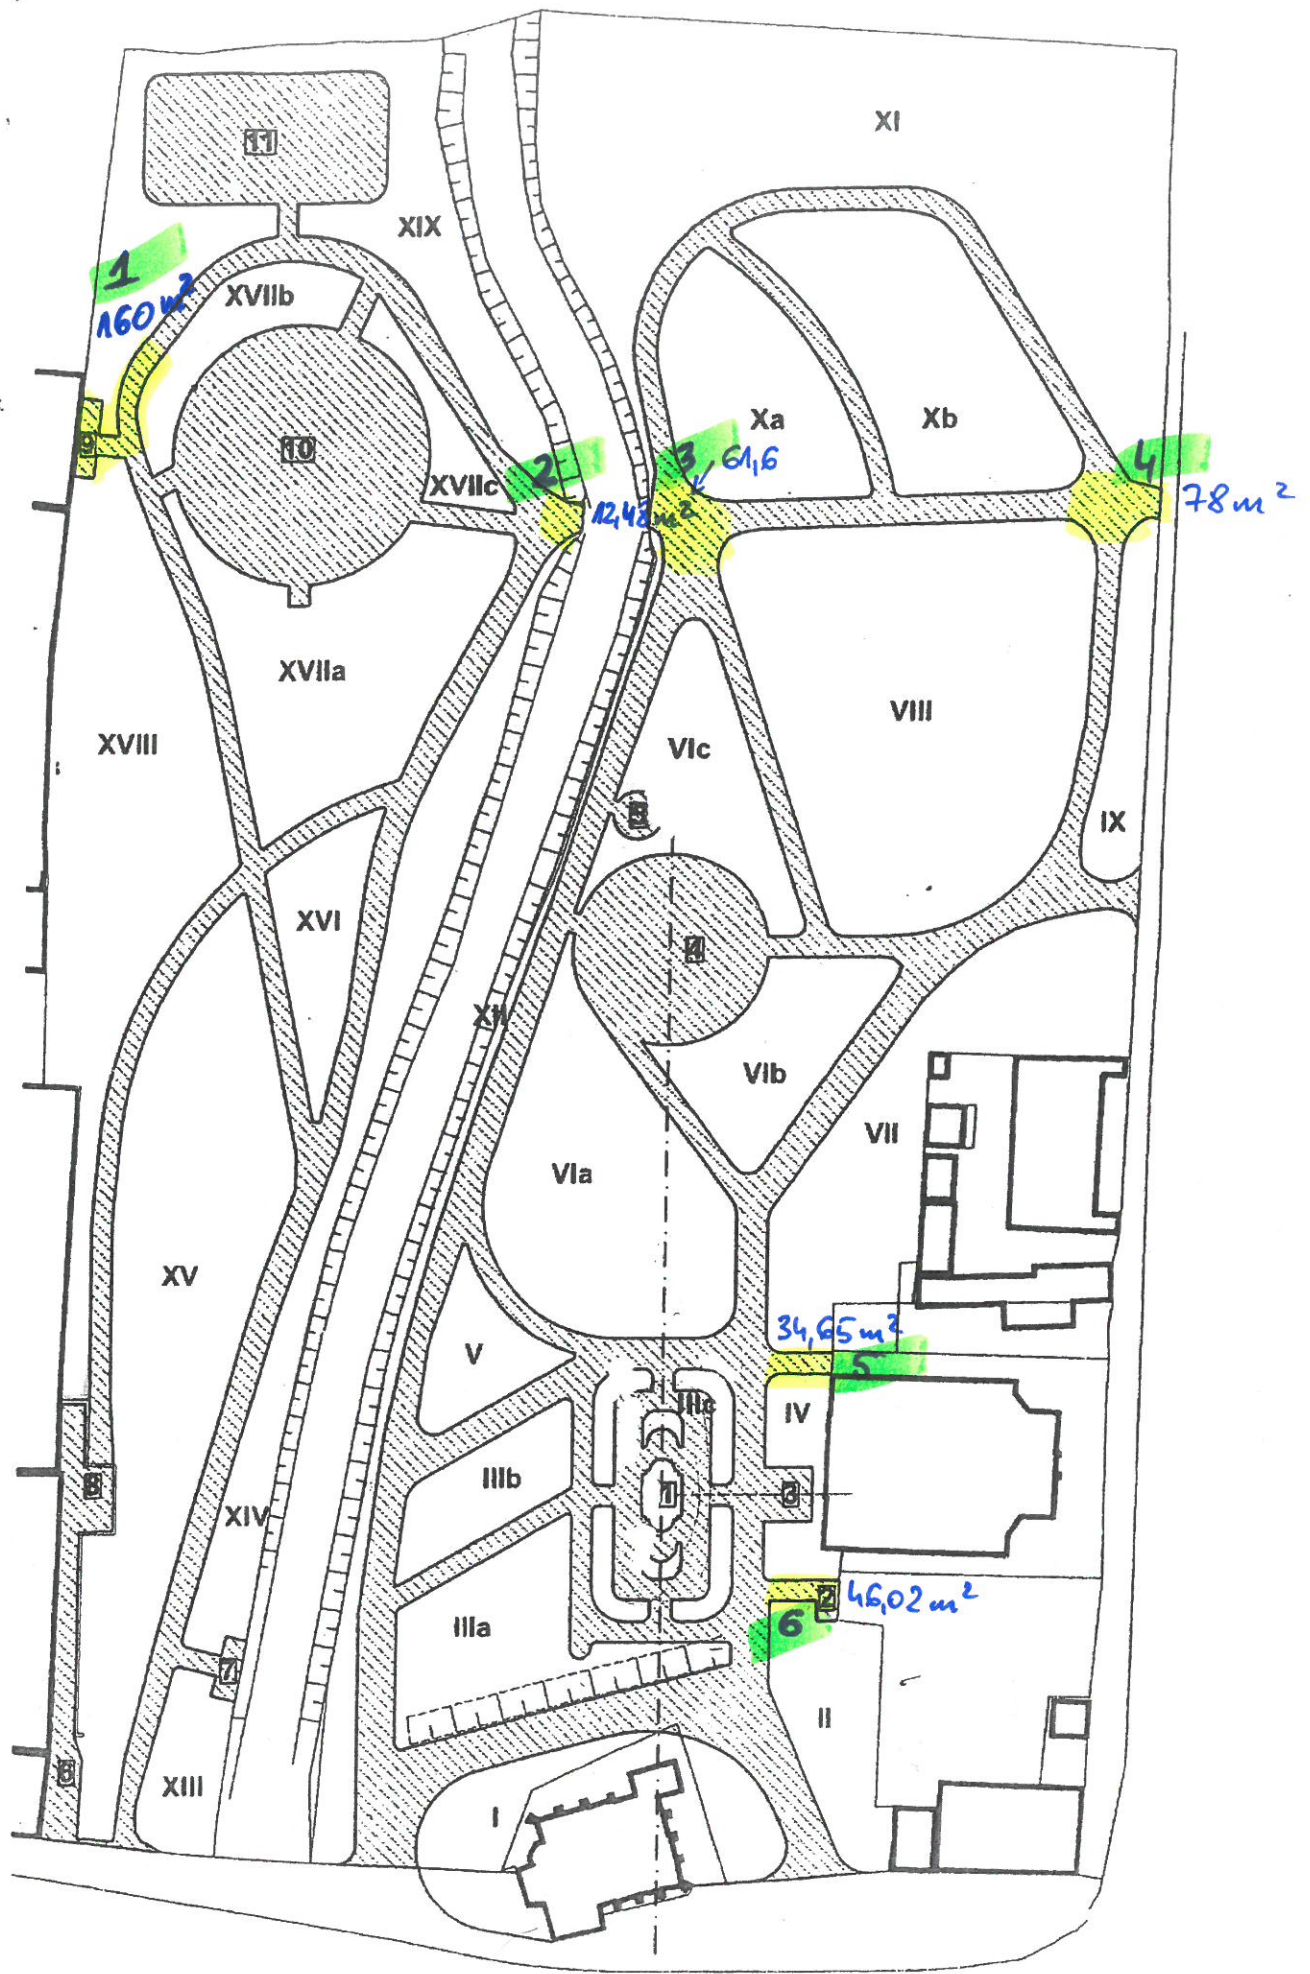 11
XI
XIX
1
160 m²
XVIIb
Xa
Xb
9
10
XVIIc
2
3
61,6
4
12,48 m²
78 m²
XVIIa
XVIII
VIII
VIc
5
IX
XVI
4
XII
VIb
VII
VIa
XV
V
34,65 m²
5
IIIc
IV
IIIb
8
1
3
XIV
2
46,02 m²
6
IIIa
7
II
6
XIII
I